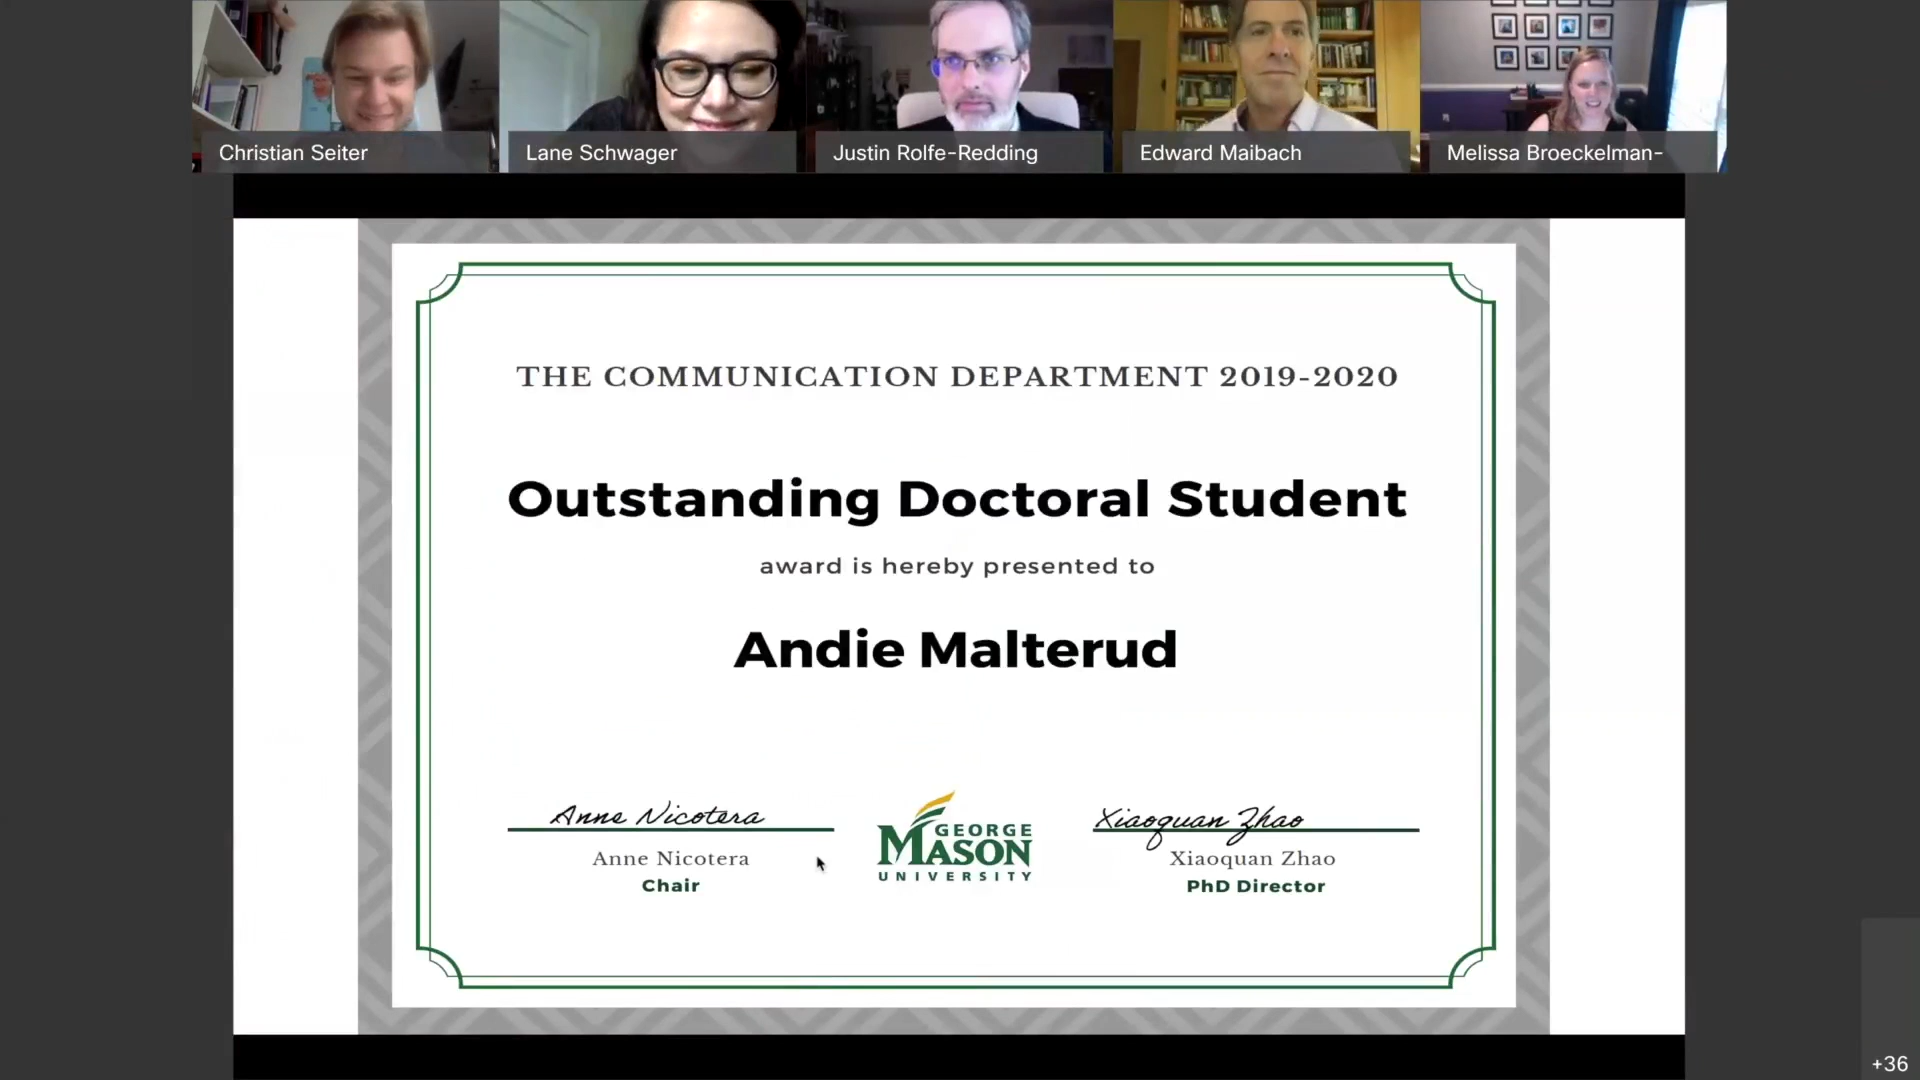 Christian Seiter
Lane Schwager
Justin Rolfe-Redding
Edward Maibach
Melissa Broeckelman-
THE COMMUNICATION DEPARTMENT 2019-2020
Outstanding Doctoral Student
award is hereby presented to
Andie Malterud
Anne Nicotera
Anne Nicotera
Chair
GEORGE
MASON
UNIVERSITY
Xiaoquan Zhao
Xiaoquan Zhao
PhD Director
+36